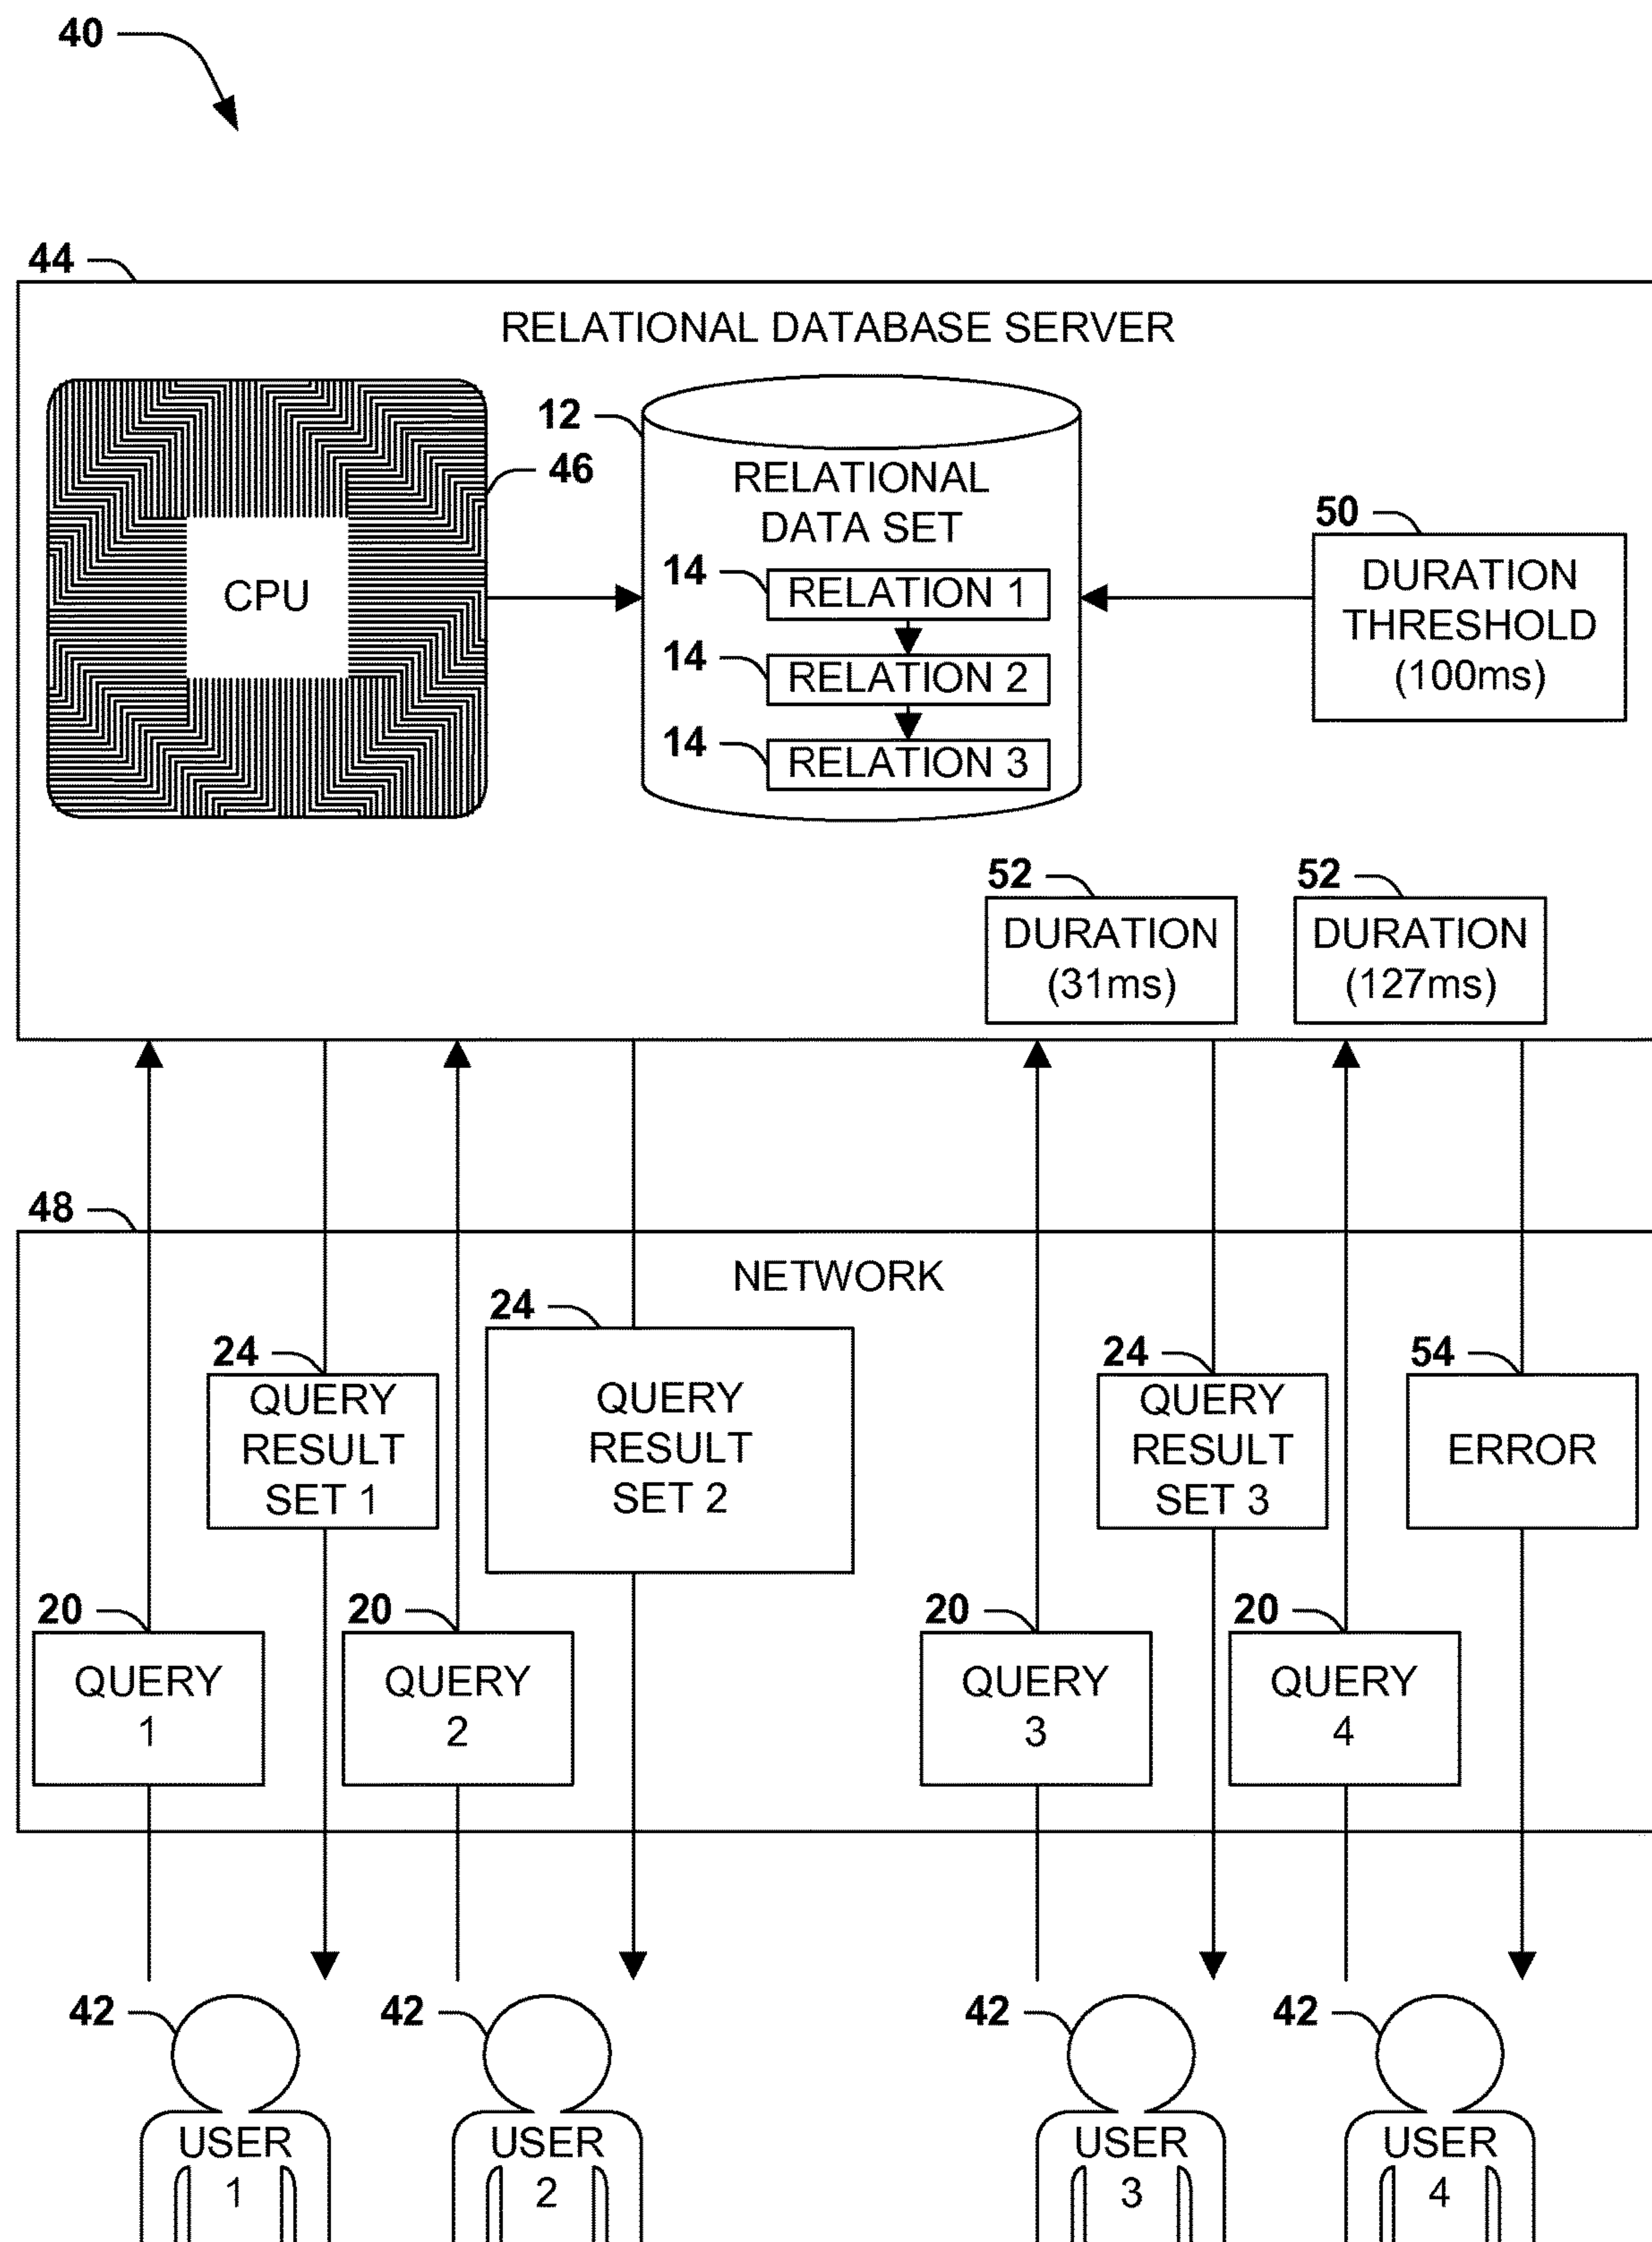 40
44
RELATIONAL DATABASE SERVER
12
46
RELATIONAL
DATA SET
50
CPU
14
RELATION 1
DURATION
THRESHOLD
(100ms)
14
RELATION 2
14
RELATION 3
52
DURATION
(31ms)
52
DURATION
(127ms)
48
NETWORK
24
QUERY
RESULT
SET 1
24
QUERY
RESULT
SET 2
24
QUERY
RESULT
SET 3
54
ERROR
20
QUERY
1
20
QUERY
2
20
QUERY
3
20
QUERY
4
42
USER
1
42
USER
2
42
USER
3
42
USER
4